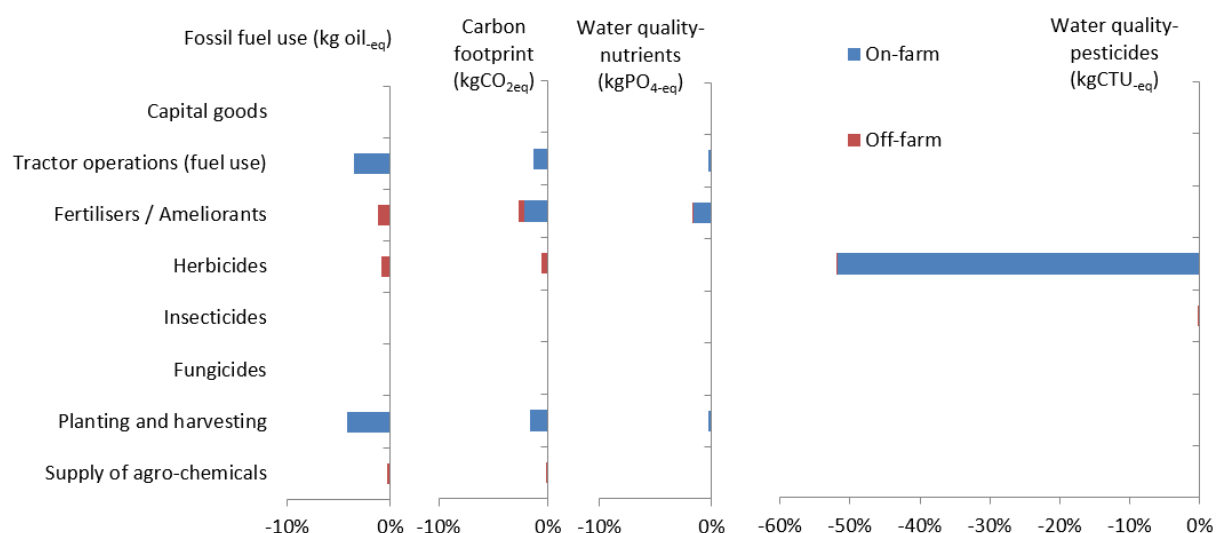 Fossil fuel use (kg oil-eq)
Carbon
footprint
(kgCO2eq)
Water quality-
nutrients
(kgPO4-eq)
Water quality-
pesticides
(kgCTU-eq)
On-farm
Off-farm
Capital goods
Tractor operations (fuel use)
Fertilisers / Ameliorants
Herbicides
Insecticides
Fungicides
Planting and harvesting
Supply of agro-chemicals
-10% 0% -10% 0% -10% 0% -60% -50% -40% -30% -20% -10% 0%